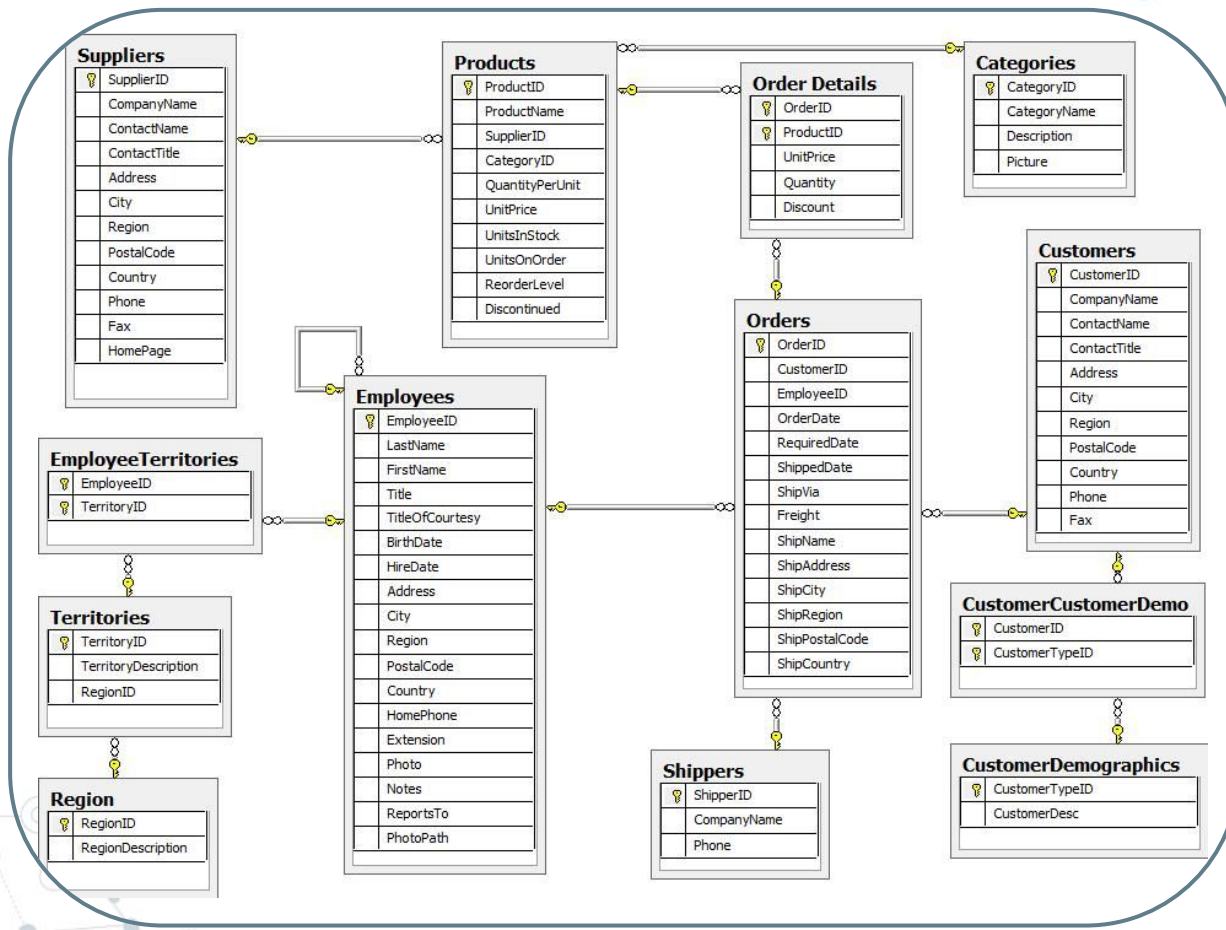 Suppliers
SupplierID
CompanyName
ContactName
ContactTitle
Address
City
Region
PostalCode
Country
Phone
Fax
HomePage
Products
ProductID
ProductName
SupplierID
CategoryID
QuantityPerUnit
UnitPrice
UnitsInStock
UnitsOnOrder
ReorderLevel
Discontinued
Order Details
OrderID
ProductID
UnitPrice
Quantity
Discount
Categories
CategoryID
CategoryName
Description
Picture
Employees
EmployeeID
LastName
FirstName
Title
TitleOfCourtesy
BirthDate
HireDate
Address
City
Region
PostalCode
Country
HomePhone
Extension
Photo
Notes
ReportsTo
PhotoPath
Orders
OrderID
CustomerID
EmployeeID
OrderDate
RequiredDate
ShippedDate
ShipVia
Freight
ShipName
ShipAddress
ShipCity
ShipRegion
ShipPostalCode
ShipCountry
Customers
CustomerID
CompanyName
ContactName
ContactTitle
Address
City
Region
PostalCode
Country
Phone
Fax
EmployeeTerritories
EmployeeID
TerritoryID
Territories
TerritoryID
TerritoryDescription
RegionID
Region
RegionID
RegionDescription
Shippers
ShipperID
CompanyName
Phone
CustomerCustomerDemo
CustomerID
CustomerTypeID
CustomerDemographics
CustomerTypeID
CustomerDesc